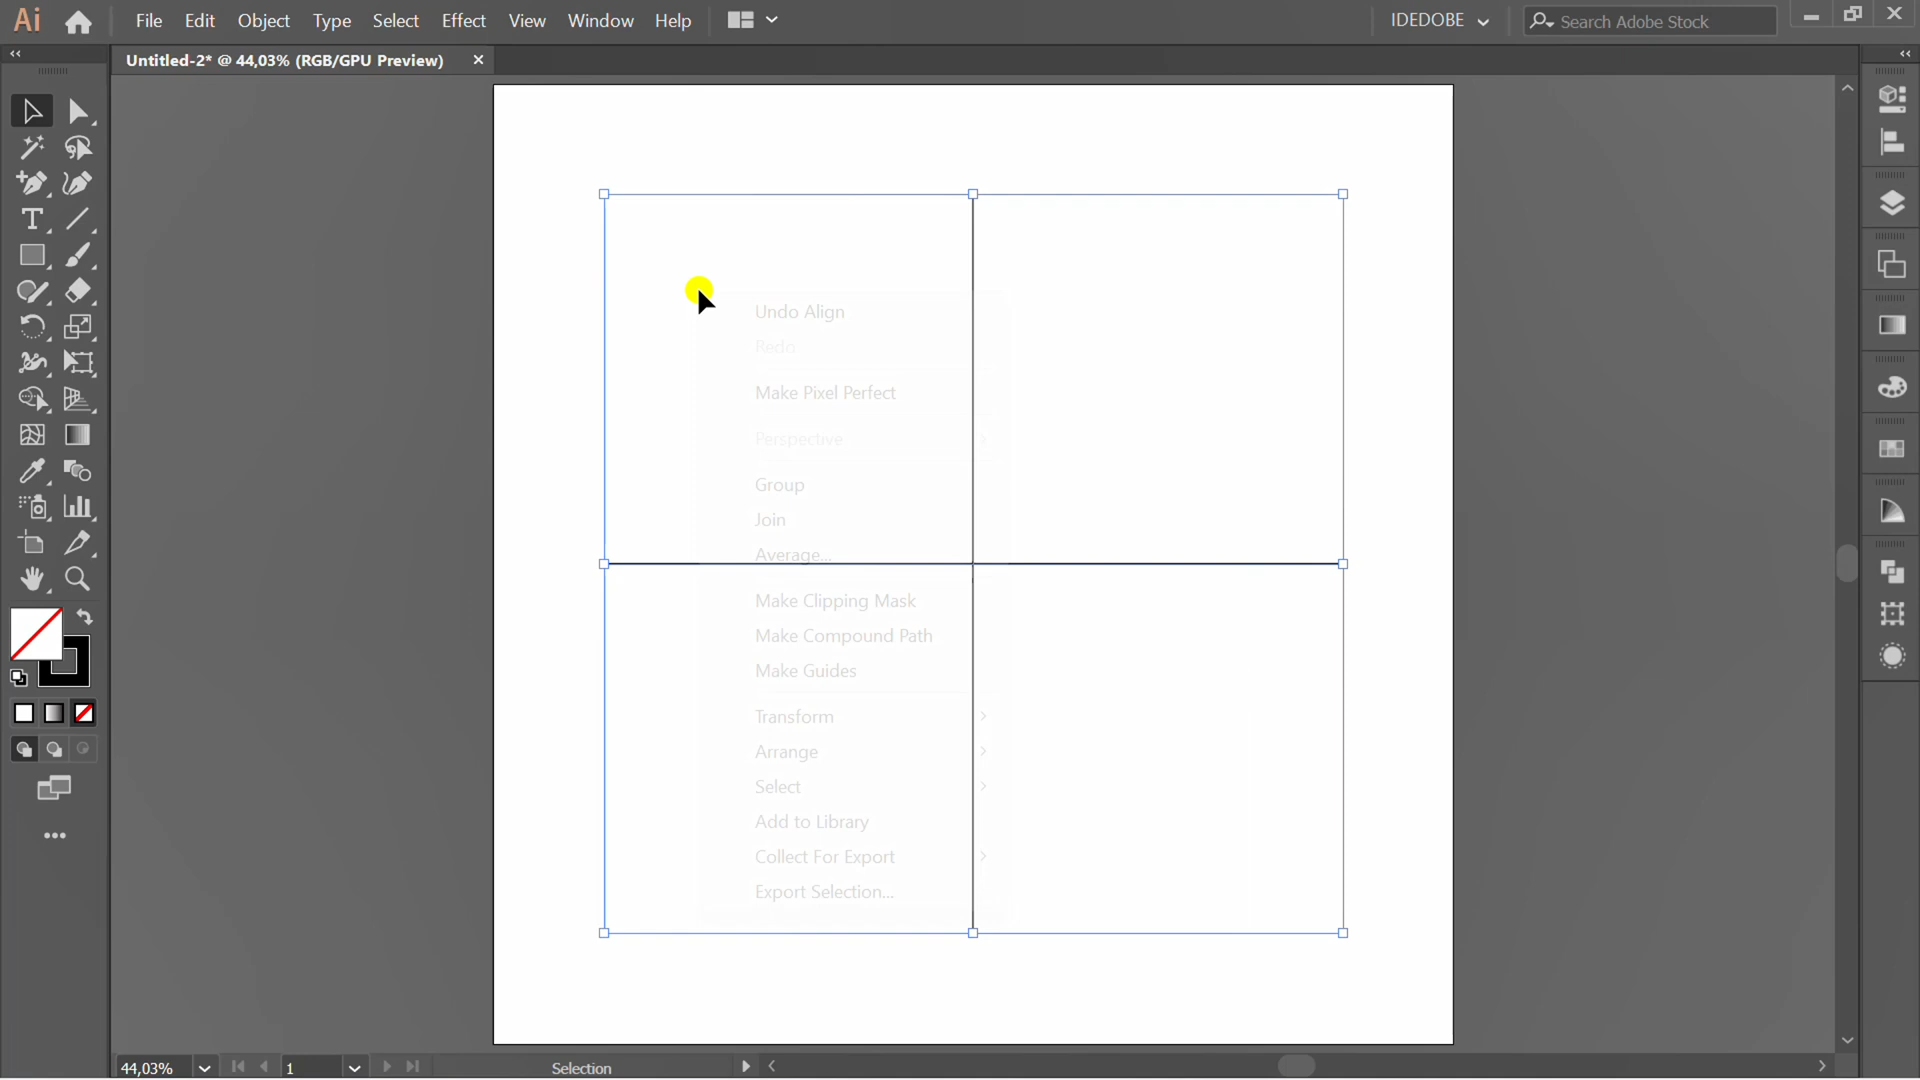 Ai File Edit Object Type Select Effect View Window Help IDEDOBE Search Adobe Stock
Untitled-2* @ 44,03% (RGB/GPU Preview)
Undo Align
Redo
Make Pixel Perfect
Perspective
Group
Join
Average...
Make Clipping Mask
Make Compound Path
Make Guides
Transform
Arrange
Select
Add to Library
Collect For Export
Export Selection...
44,03% 1 Selection